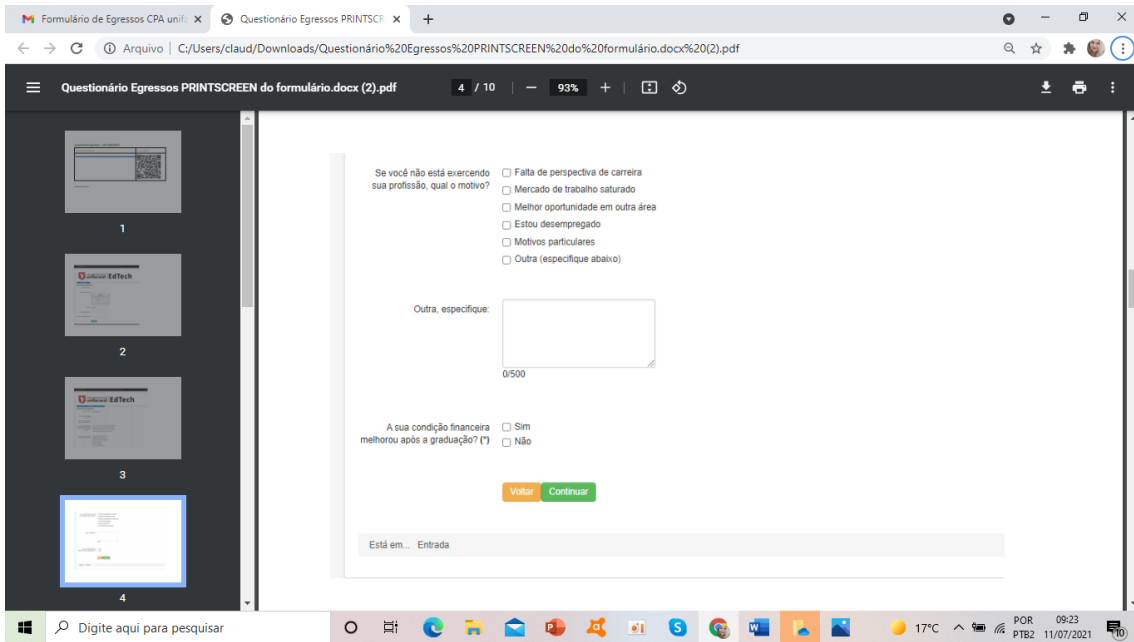 Formulário de Egressos CPA unifa
Questionário Egressos PRINTSCR
Arquivo | C:/Users/claud/Downloads/Questionário%20Egressos%20PRINTSCREEN%20do%20formulário.docx%20(2).pdf
Questionário Egressos PRINTSCREEN do formulário.docx (2).pdf
4 / 10
93%
1
EdTech
2
EdTech
3
4
Se você não está exercendo
sua profissão, qual o motivo?
Falta de perspectiva de carreira
Mercado de trabalho saturado
Melhor oportunidade em outra área
Estou desempregado
Motivos particulares
Outra (especifique abaixo)
Outra, especifique:
0/500
A sua condição financeira
melhorou após a graduação? (*)
Sim
Não
Voltar Continuar
Está em... Entrada
Digite aqui para pesquisar
17°C
POR
PTB2
09:23
11/07/2021
10